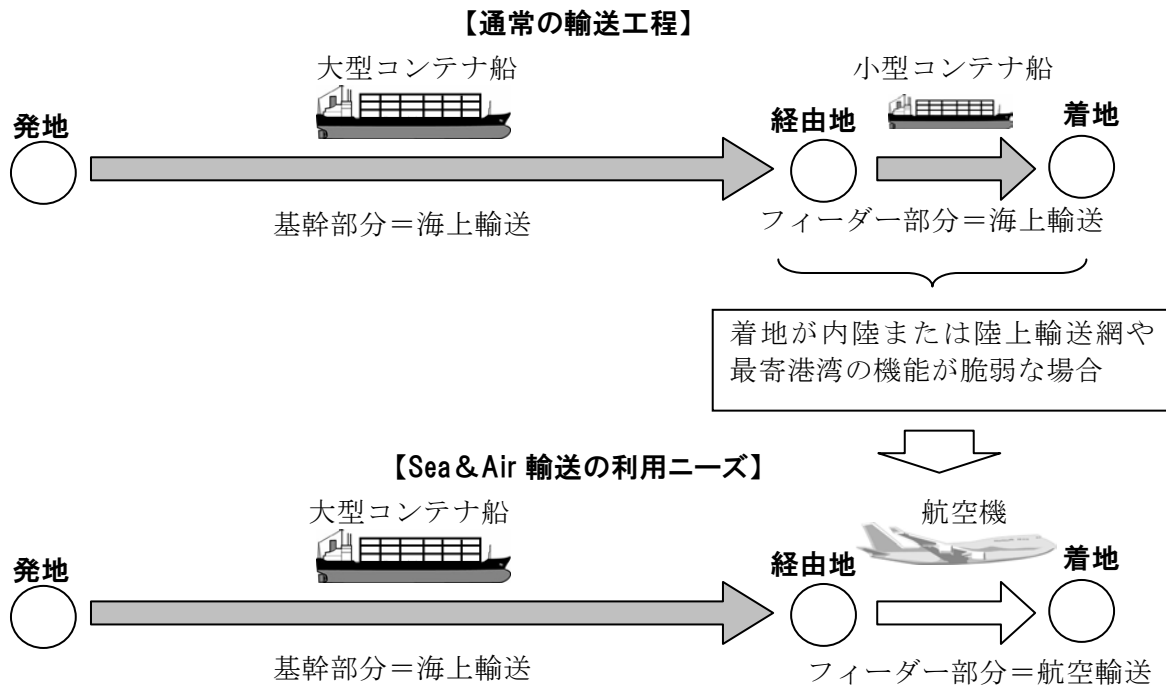 【通常の輸送工程】
大型コンテナ船
小型コンテナ船
発地
経由地
着地
基幹部分＝海上輸送
フィーダー部分＝海上輸送
着地が内陸または陸上輸送網や
最寄港湾の機能が脆弱な場合
【Sea＆Air 輸送の利用ニーズ】
大型コンテナ船
航空機
発地
経由地
着地
基幹部分＝海上輸送
フィーダー部分＝航空輸送